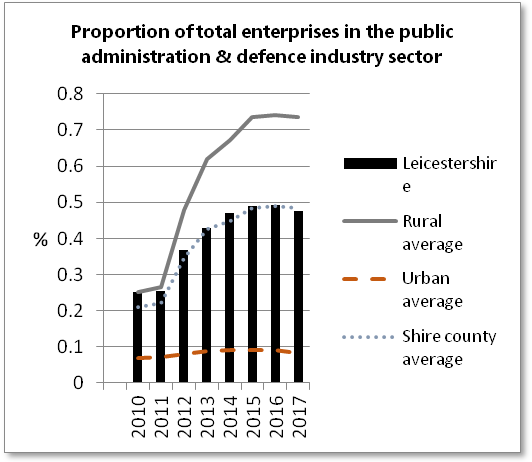 Proportion of total enterprises in the public
administration & defence industry sector
0.8
0.7
0.6
0.5
0.4
0.3
0.2
0.1
0
%
2010
2011
2012
2013
2014
2015
2016
2017
Leicestershir
e
Rural
average
Urban
average
Shire county
average